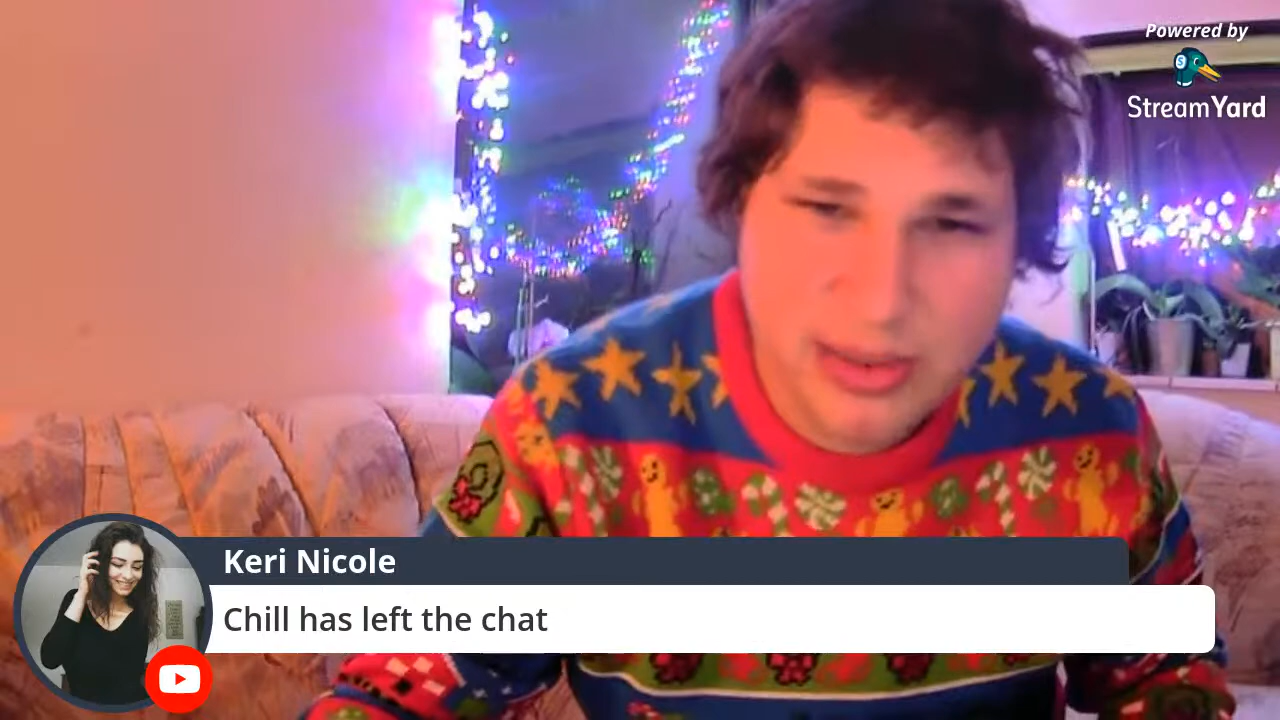 Powered by
StreamYard
Keri Nicole
Chill has left the chat